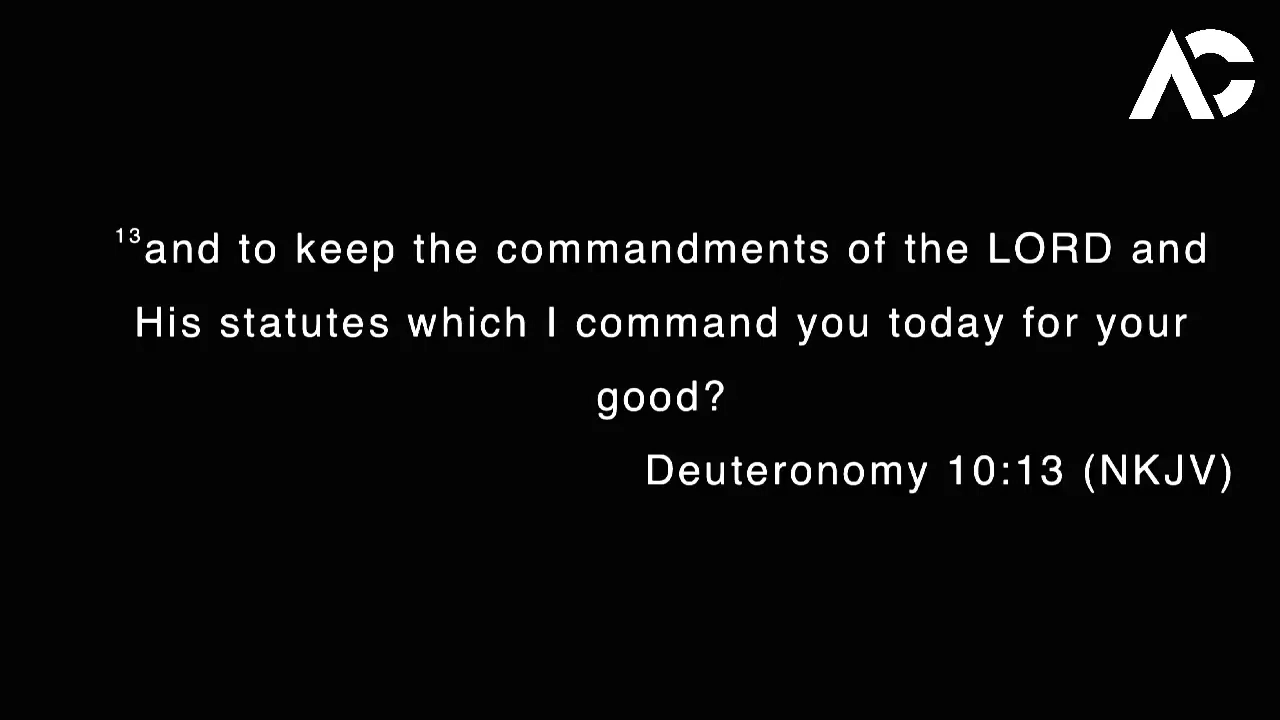 AC
¹³and to keep the commandments of the LORD and
His statutes which I command you today for your
good?
Deuteronomy 10:13 (NKJV)